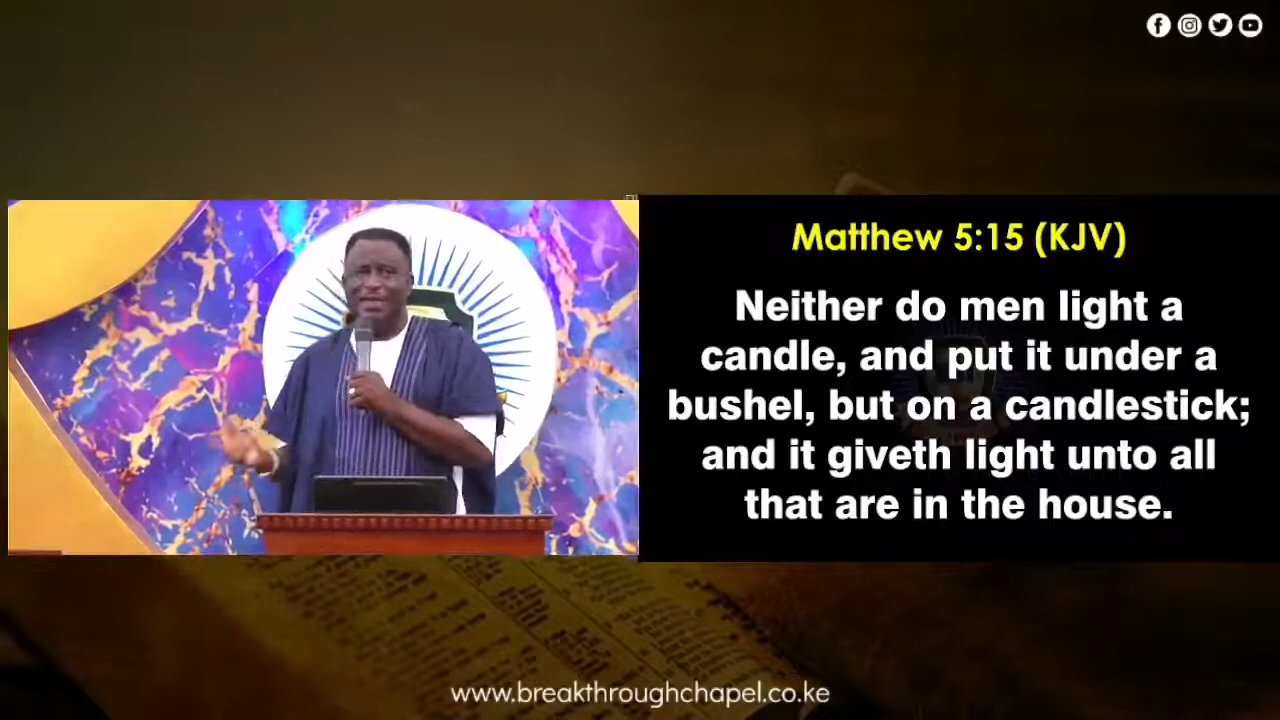 Matthew 5:15 (KJV)
Neither do men light a
candle, and put it under a
bushel, but on a candlestick;
and it giveth light unto all
that are in the house.
www.breakthroughchapel.co.ke